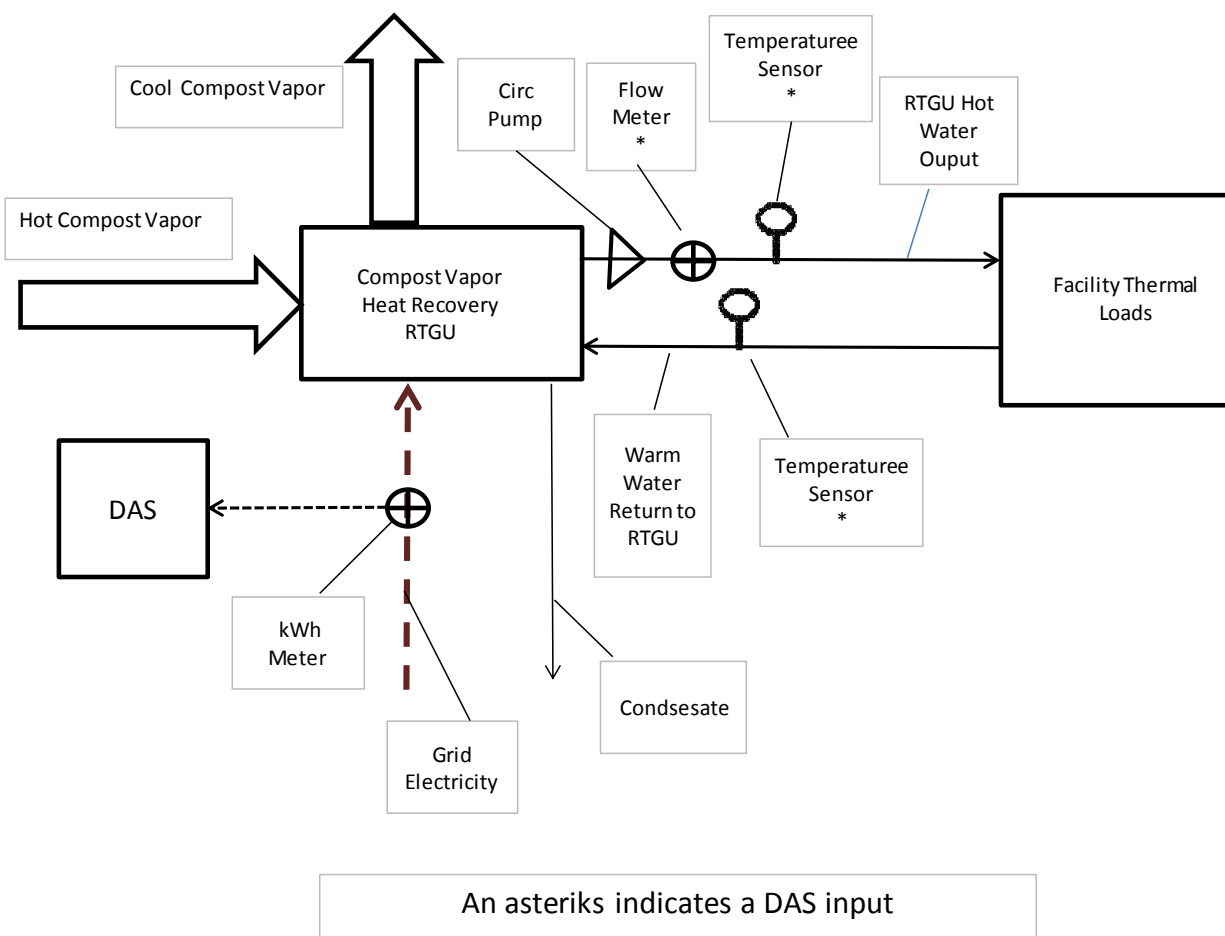 Cool Compost Vapor
Circ
Pump
Flow
Meter
*
Temperaturee
Sensor
*
RTGU Hot
Water
Ouput
Hot Compost Vapor
Compost Vapor
Heat Recovery
RTGU
Facility Thermal
Loads
DAS
Warm
Water
Return to
RTGU
Temperaturee
Sensor
*
kWh
Meter
Condsesate
Grid
Electricity
An asteriks indicates a DAS input